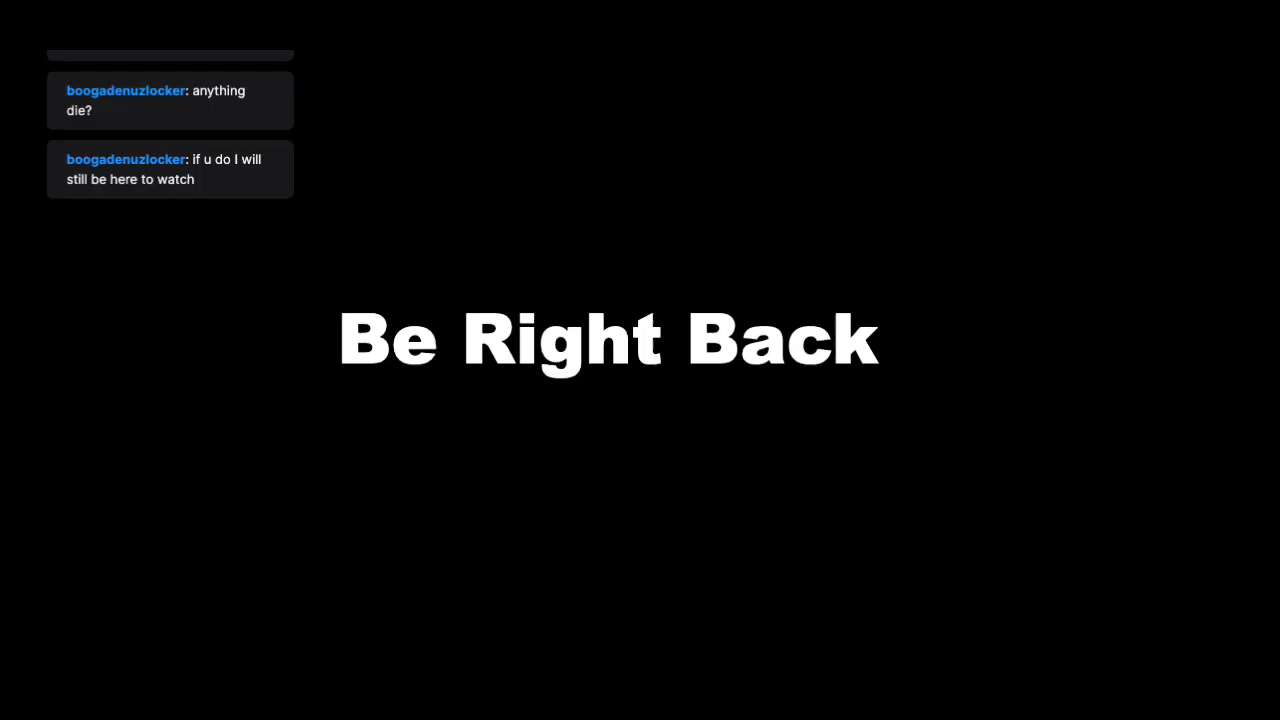 boogadenuzlocker: anything
die?
boogadenuzlocker: if u do I will
still be here to watch
Be Right Back